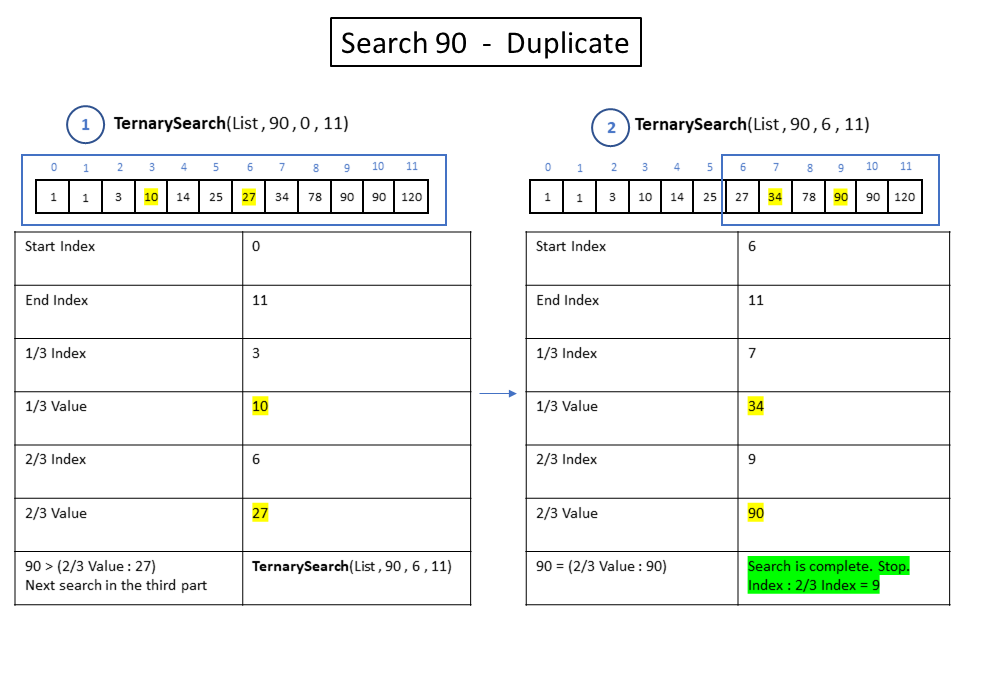 Search 90 - Duplicate
1 TernarySearch(List , 90 , 0 , 11)
0 1 2 3 4 5 6 7 8 9 10 11
1 1 3 10 14 25 27 34 78 90 90 120
Start Index 0
End Index 11
1/3 Index 3
1/3 Value 10
2/3 Index 6
2/3 Value 27
90 > (2/3 Value : 27) TernarySearch(List , 90 , 6 , 11)
Next search in the third part
2 TernarySearch(List , 90 , 6 , 11)
0 1 2 3 4 5 6 7 8 9 10 11
1 1 3 10 14 25 27 34 78 90 90 120
Start Index 6
End Index 11
1/3 Index 7
1/3 Value 34
2/3 Index 9
2/3 Value 90
90 = (2/3 Value : 90) Search is complete. Stop.
Index : 2/3 Index = 9